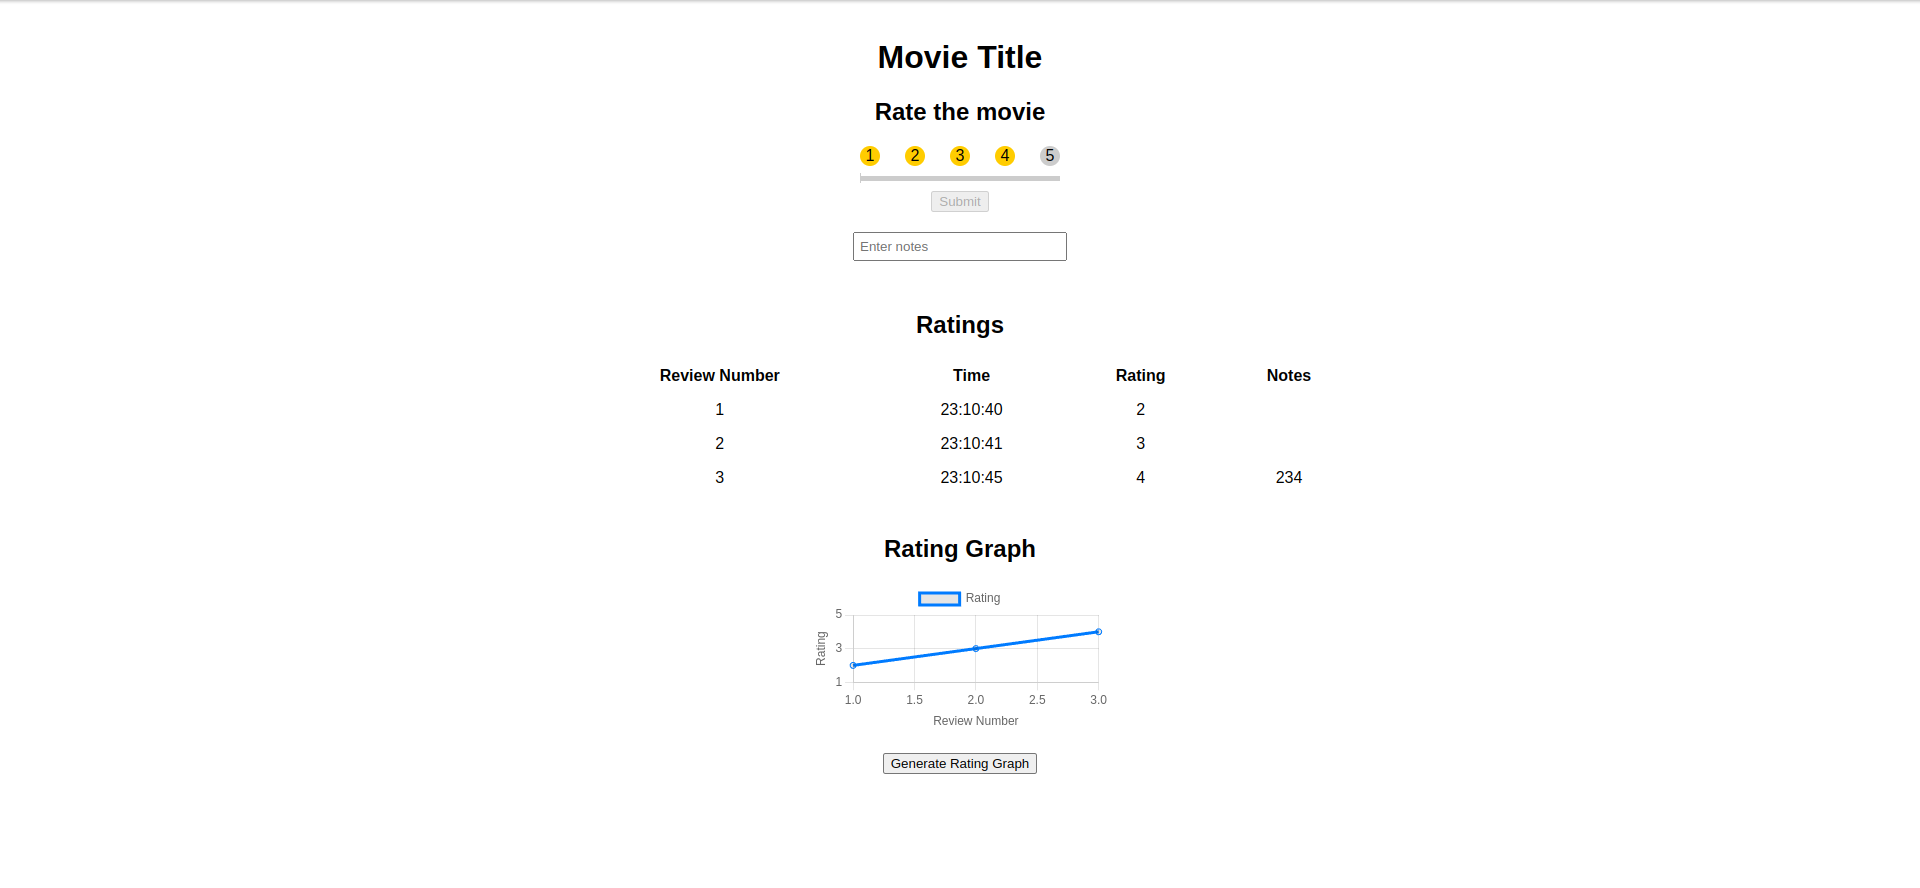 Movie Title
Rate the movie
1 2 3 4 5
Submit
Enter notes
Ratings
Review Number Time Rating Notes
1 23:10:40 2
2 23:10:41 3
3 23:10:45 4 234
Rating Graph
Rating
5
Rating
3
1
1.0 1.5 2.0 2.5 3.0
Review Number
Generate Rating Graph